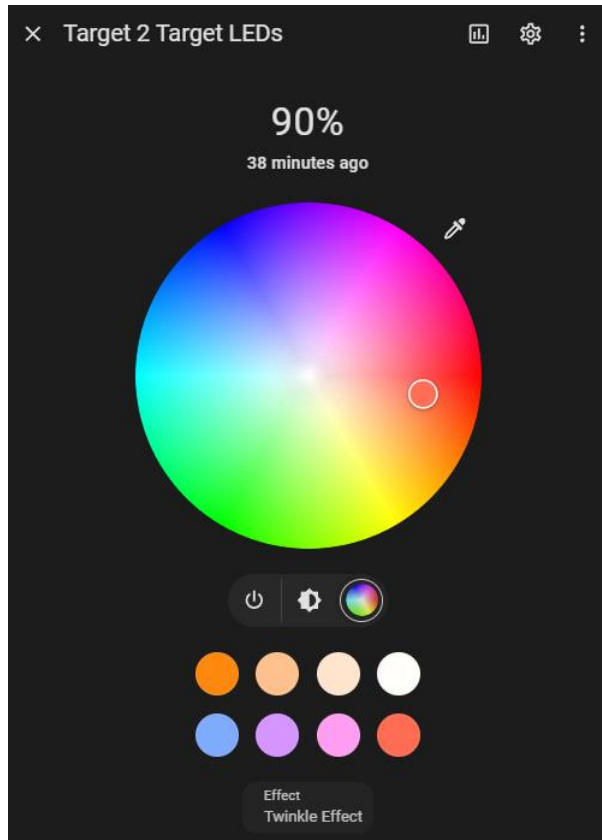 Target 2 Target LEDs
90%
38 minutes ago
Effect
Twinkle Effect